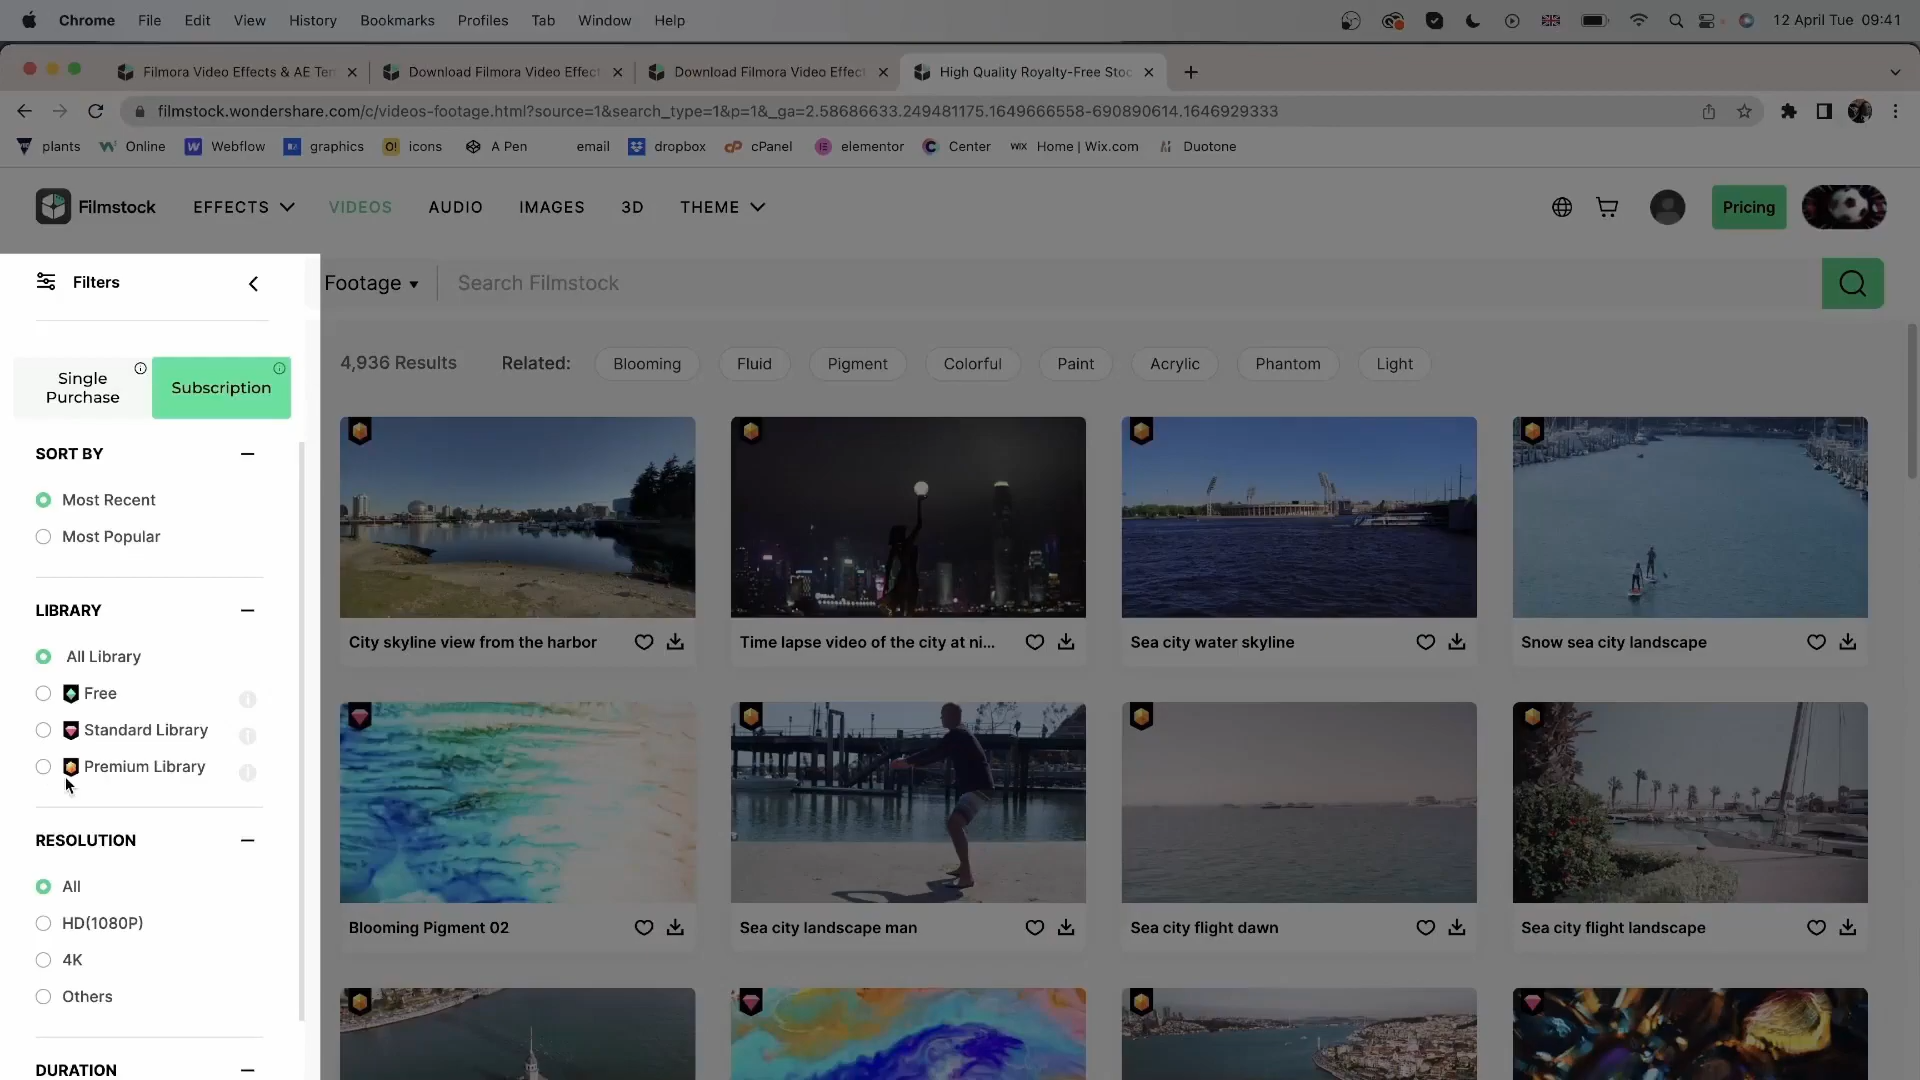 Chrome File Edit View History Bookmarks Profiles Tab Window Help 12 April Tue 09:41
Filmora Video Effects & AE Ten Download Filmora Video Effect Download Filmora Video Effect High Quality Royalty-Free Stoc
filmstock.wondershare.com/c/videos-footage.html?source=1&search_type=1&p=1&_ga=2.58686633.249481175.1649666558-690890614.1646929333
plants Online Webflow graphics icons A Pen email dropbox cPanel elementor Center WIX Home | Wix.com Duotone
Filmstock EFFECTS VIDEOS AUDIO IMAGES 3D THEME Pricing
Filters Footage Search Filmstock
4,936 Results Related: Blooming Fluid Pigment Colorful Paint Acrylic Phantom Light
Single
Purchase
Subscription
SORT BY
Most Recent
Most Popular
LIBRARY
All Library
Free
Standard Library
Premium Library
RESOLUTION
All
HD(1080P)
4K
Others
DURATION
City skyline view from the harbor Time lapse video of the city at ni... Sea city water skyline Snow sea city landscape
Blooming Pigment 02 Sea city landscape man Sea city flight dawn Sea city flight landscape